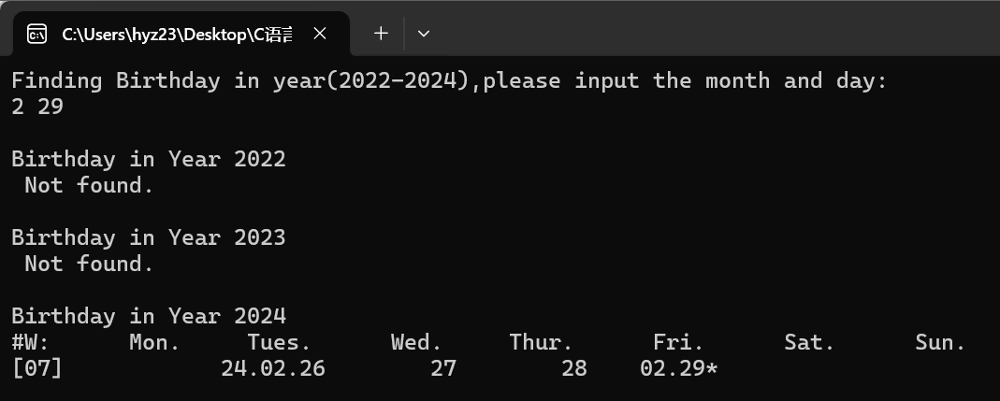 C:\Users\hyz23\Desktop\C语言
Finding Birthday in year(2022-2024),please input the month and day:
2 29
Birthday in Year 2022
Not found.
Birthday in Year 2023
Not found.
Birthday in Year 2024
#W: Mon. Tues. Wed. Thur. Fri. Sat. Sun.
[07] 24.02.26 27 28 02.29*